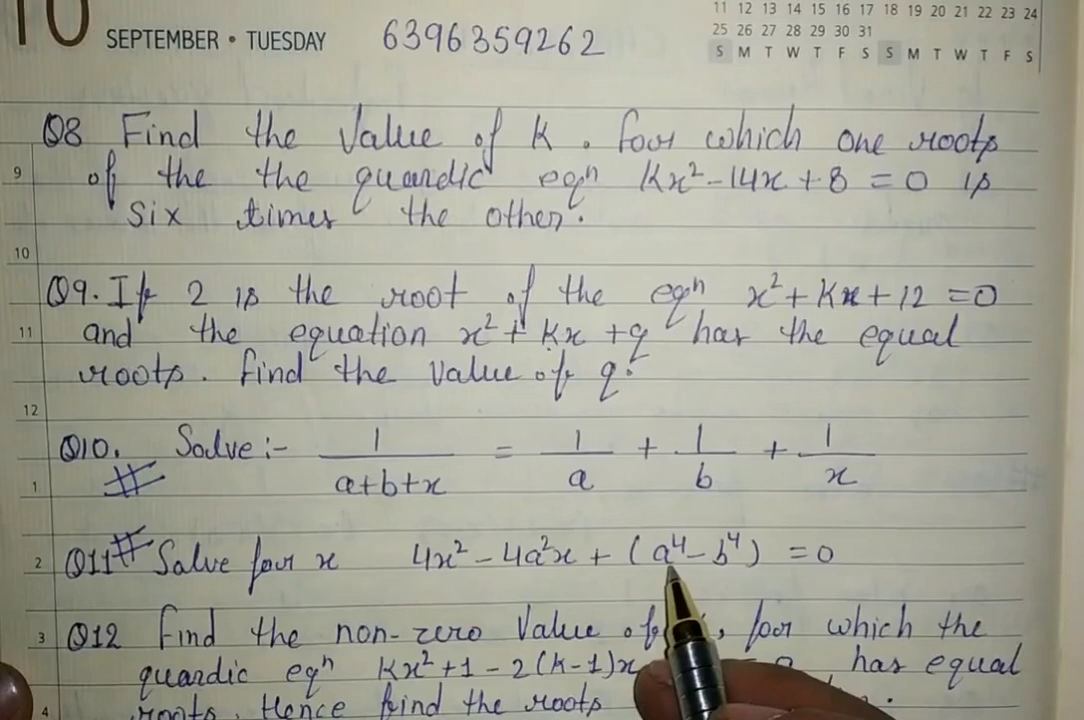 10 SEPTEMBER • TUESDAY 6396359262
11 12 13 14 15 16 17 18 19 20 21 22 23 24
25 26 27 28 29 30 31
S M T W T F S S M T W T F S
Q8 Find the Value of K . for which one roots
9 of the the quardic eqⁿ Kx² - 14x + 8 = 0 is
six times the other.
10
Q9. If 2 is the root of the eqⁿ x² + Kx + 12 = 0
11 and the equation x² + kx + q has the equal
roots. find the value of q.
12
Q10. Solve :- 1/(a+b+x) = 1/a + 1/b + 1/x
1 #
2 Q11 # Solve for x 4x² - 4a²x + (a⁴ - b⁴) = 0
3 Q12 Find the non-zero Value of , for which the
quardic eqⁿ Kx² + 1 - 2(k-1)x has equal
4 roots. Hence find the roots